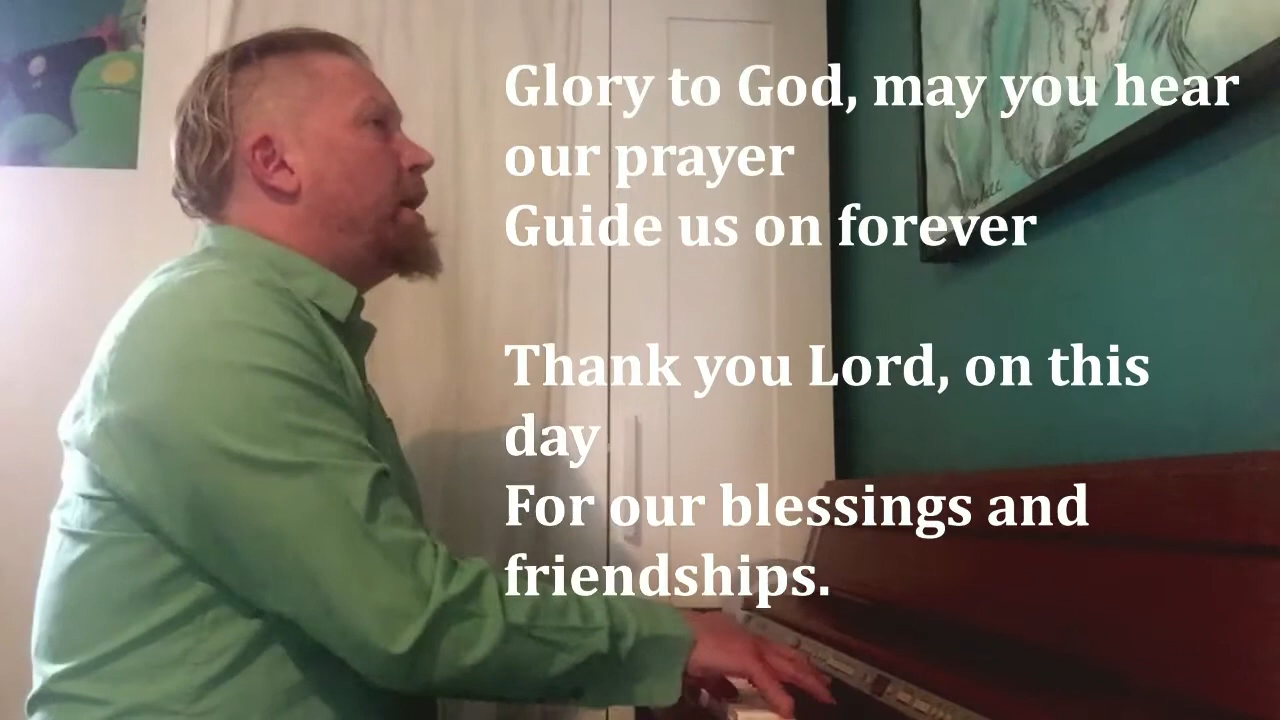 Glory to God, may you hear
our prayer
Guide us on forever
Thank you Lord, on this
day
For our blessings and
friendships.